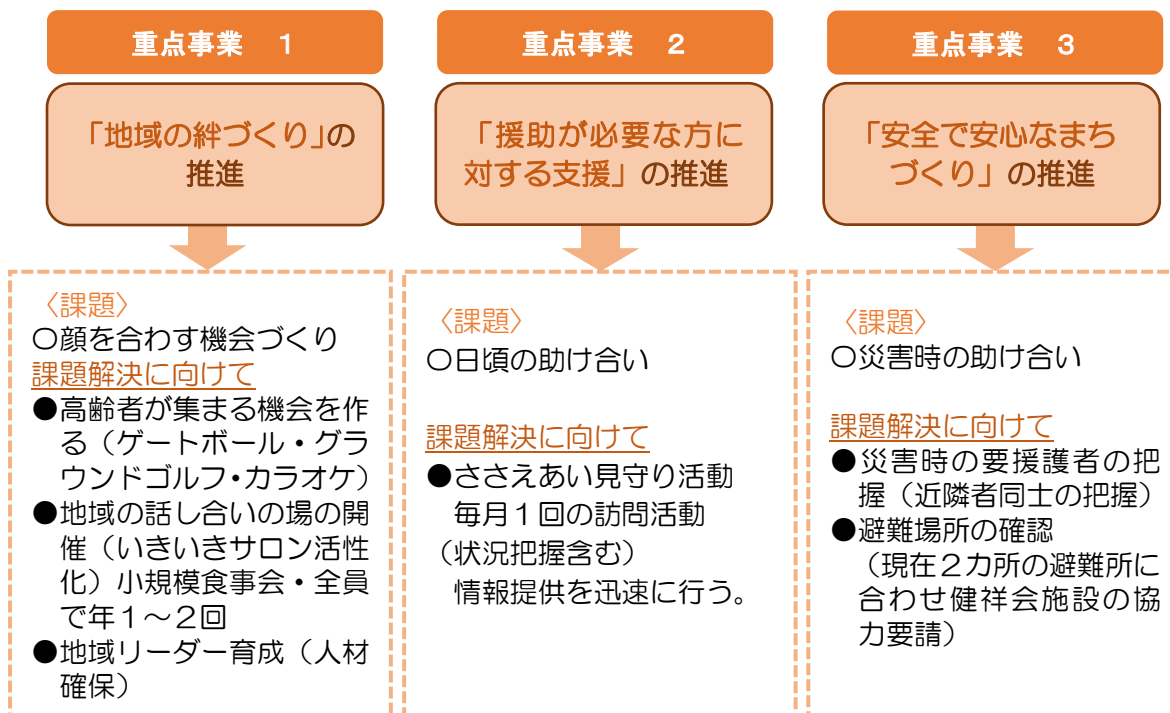 重点事業　１
「地域の絆づくり」の
推進
〈課題〉
○顔を合わす機会づくり
課題解決に向けて
●高齢者が集まる機会を作
る（ゲートボール・グラ
ウンドゴルフ・カラオケ）
●地域の話し合いの場の開
催（いきいきサロン活性
化）小規模食事会・全員
で年１～２回
●地域リーダー育成（人材
確保）
重点事業　２
「援助が必要な方に
対する支援」の推進
〈課題〉
○日頃の助け合い
課題解決に向けて
●ささえあい見守り活動
毎月１回の訪問活動
（状況把握含む）
情報提供を迅速に行う。
重点事業　３
「安全で安心なまち
づくり」の推進
〈課題〉
○災害時の助け合い
課題解決に向けて
●災害時の要援護者の把
握（近隣者同士の把握）
●避難場所の確認
（現在２カ所の避難所に
合わせ健祥会施設の協
力要請）